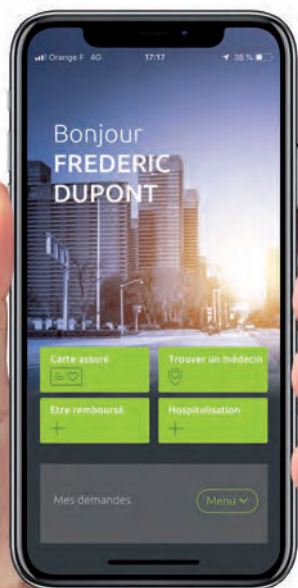 Orange F 4G 17:17 38 %
Bonjour
FREDERIC
DUPONT
Carte assuré Trouver un médecin
Etre remboursé Hospitalisation
Mes demandes Menu